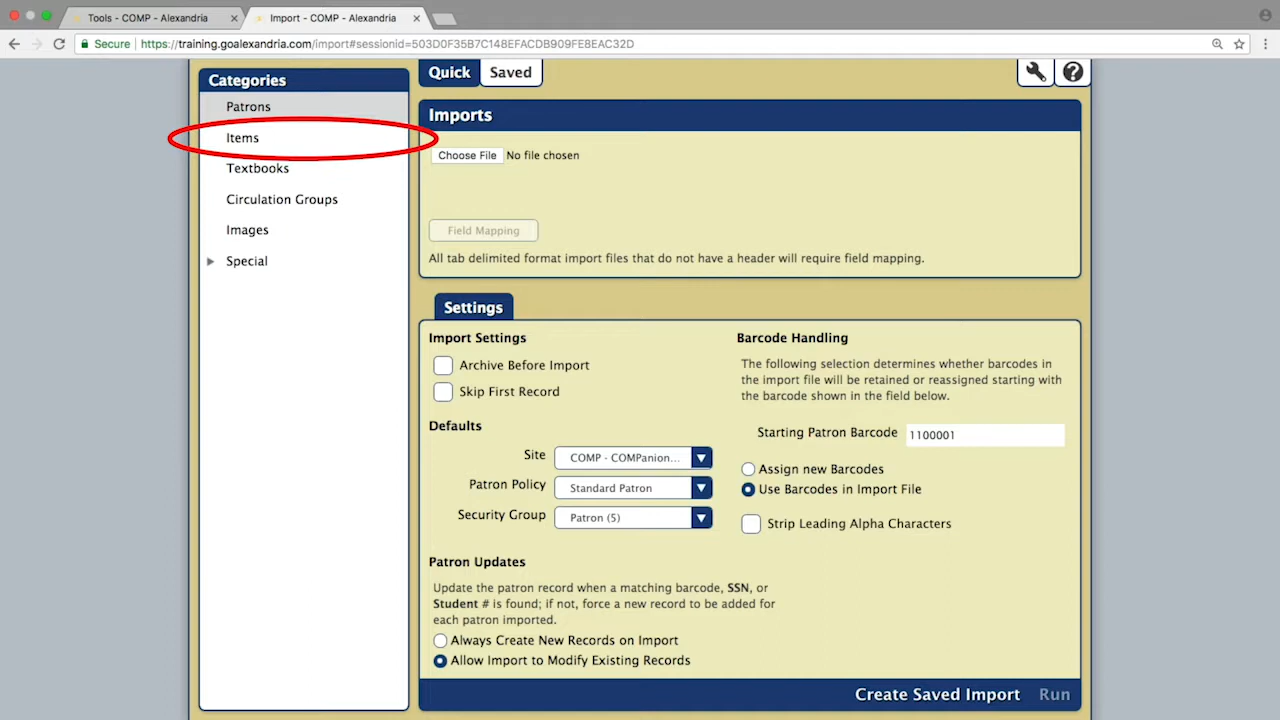 Tools - COMP - Alexandria
Import - COMP - Alexandria
Secure
https://training.goalexandria.com/import#sessionid=503D0F35B7C148EFACDB909FE8EAC32D
Categories
Patrons
Items
Textbooks
Circulation Groups
Images
Special
Quick
Saved
Imports
Choose File No file chosen
Field Mapping
All tab delimited format import files that do not have a header will require field mapping.
Settings
Import Settings
Archive Before Import
Skip First Record
Defaults
Site COMP - COMPanion...
Patron Policy Standard Patron
Security Group Patron (5)
Patron Updates
Update the patron record when a matching barcode, SSN, or
Student # is found; if not, force a new record to be added for
each patron imported.
Always Create New Records on Import
Allow Import to Modify Existing Records
Barcode Handling
The following selection determines whether barcodes in
the import file will be retained or reassigned starting with
the barcode shown in the field below.
Starting Patron Barcode 1100001
Assign new Barcodes
Use Barcodes in Import File
Strip Leading Alpha Characters
Create Saved Import
Run